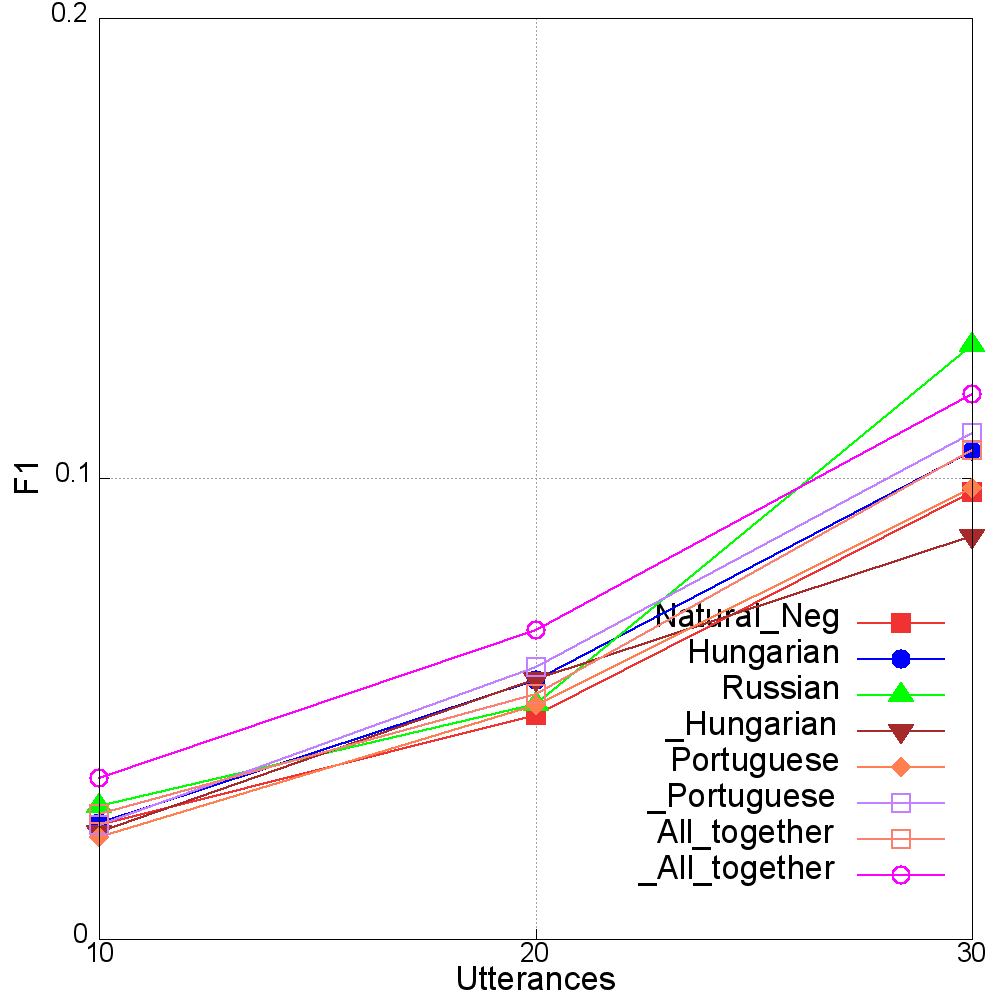 0.2
0.1
F1
Natural_Neg
Hungarian
Russian
_Hungarian
Portuguese
_Portuguese
All_together
_All_together
0
10 20 30
Utterances